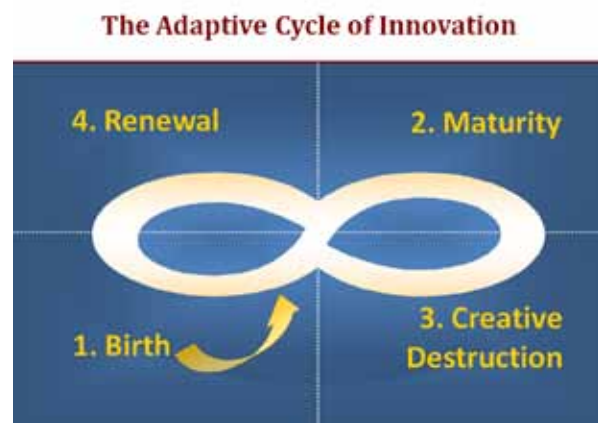 The Adaptive Cycle of Innovation
4. Renewal
2. Maturity
1. Birth
3. Creative
Destruction